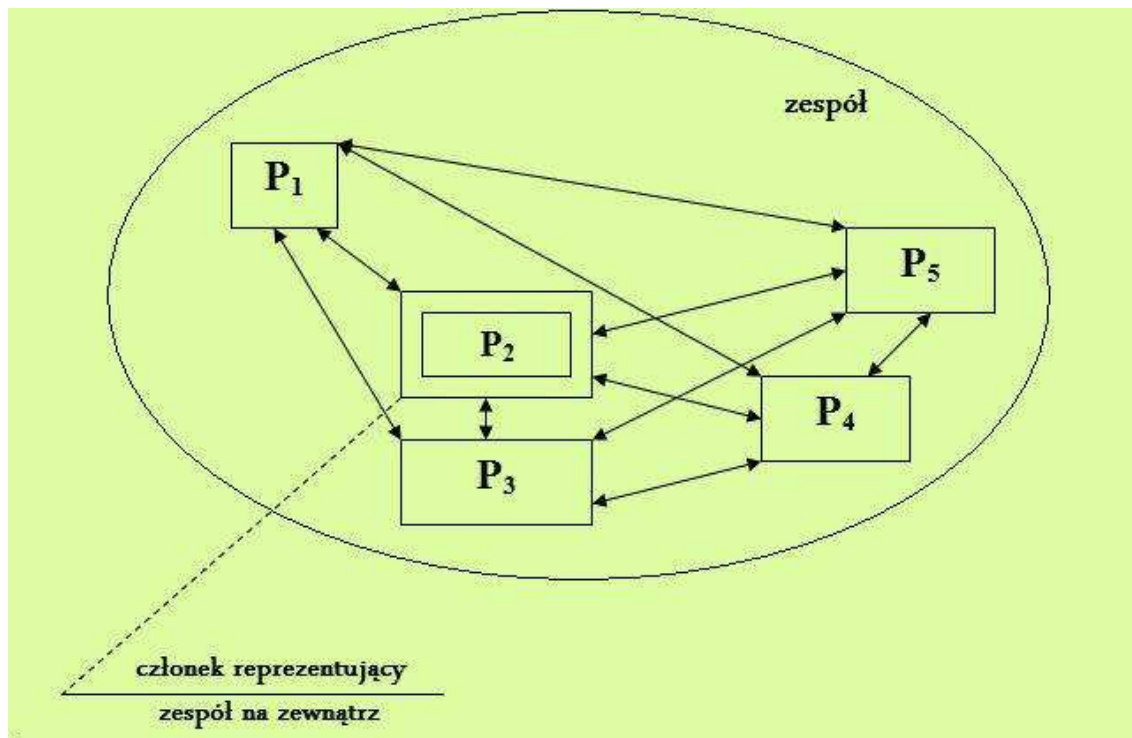 zespół
P₁
P₅
P₂
P₄
P₃
członek reprezentujący
zespół na zewnątrz